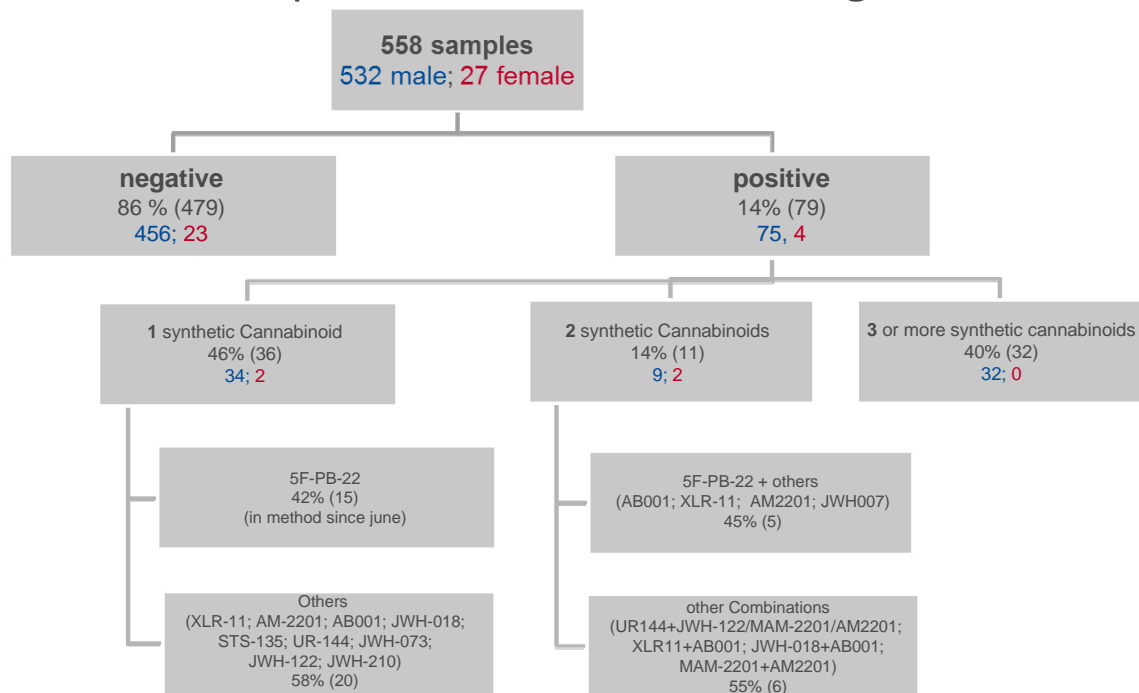 558 samples
532 male; 27 female
negative
86 % (479)
456; 23
positive
14% (79)
75, 4
1 synthetic Cannabinoid
46% (36)
34; 2
2 synthetic Cannabinoids
14% (11)
9; 2
3 or more synthetic cannabinoids
40% (32)
32; 0
5F-PB-22
42% (15)
(in method since june)
5F-PB-22 + others
(AB001; XLR-11; AM2201; JWH007)
45% (5)
Others
(XLR-11; AM-2201; AB001; JWH-018;
STS-135; UR-144; JWH-073;
JWH-122; JWH-210)
58% (20)
other Combinations
(UR144+JWH-122/MAM-2201/AM2201;
XLR11+AB001; JWH-018+AB001;
MAM-2201+AM2201)
55% (6)